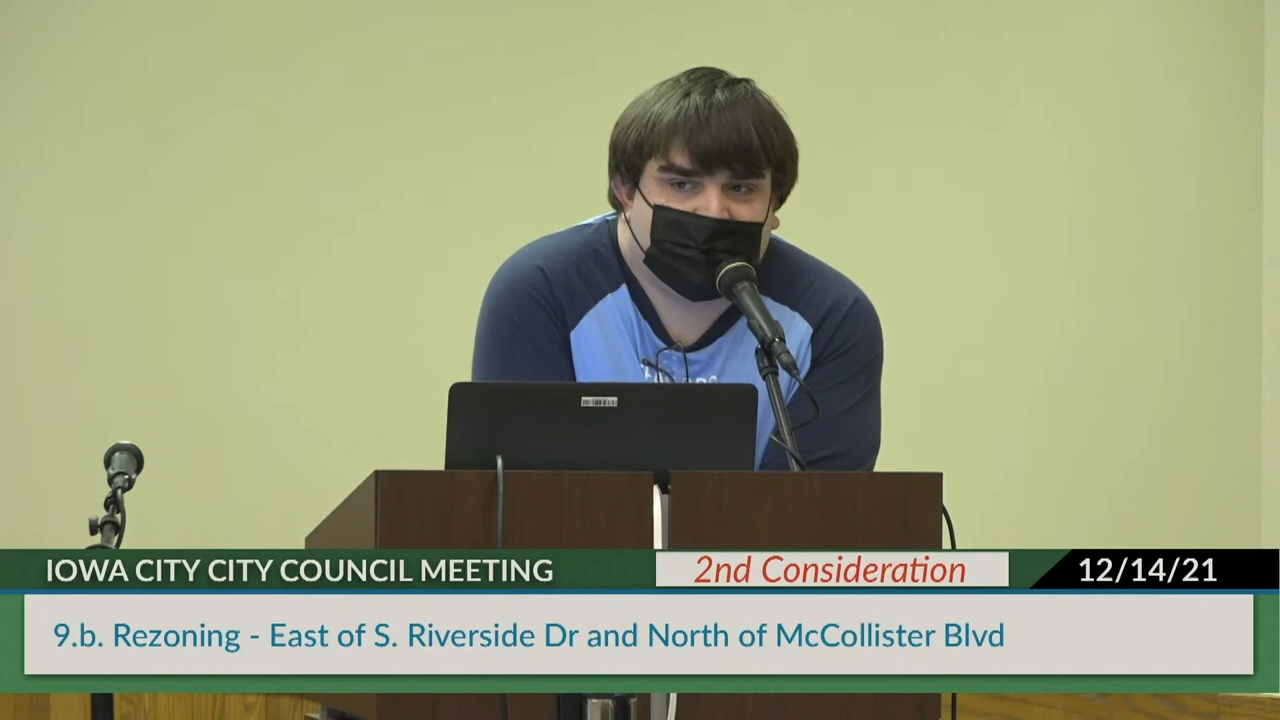 IOWA CITY CITY COUNCIL MEETING
2nd Consideration
12/14/21
9.b. Rezoning - East of S. Riverside Dr and North of McCollister Blvd